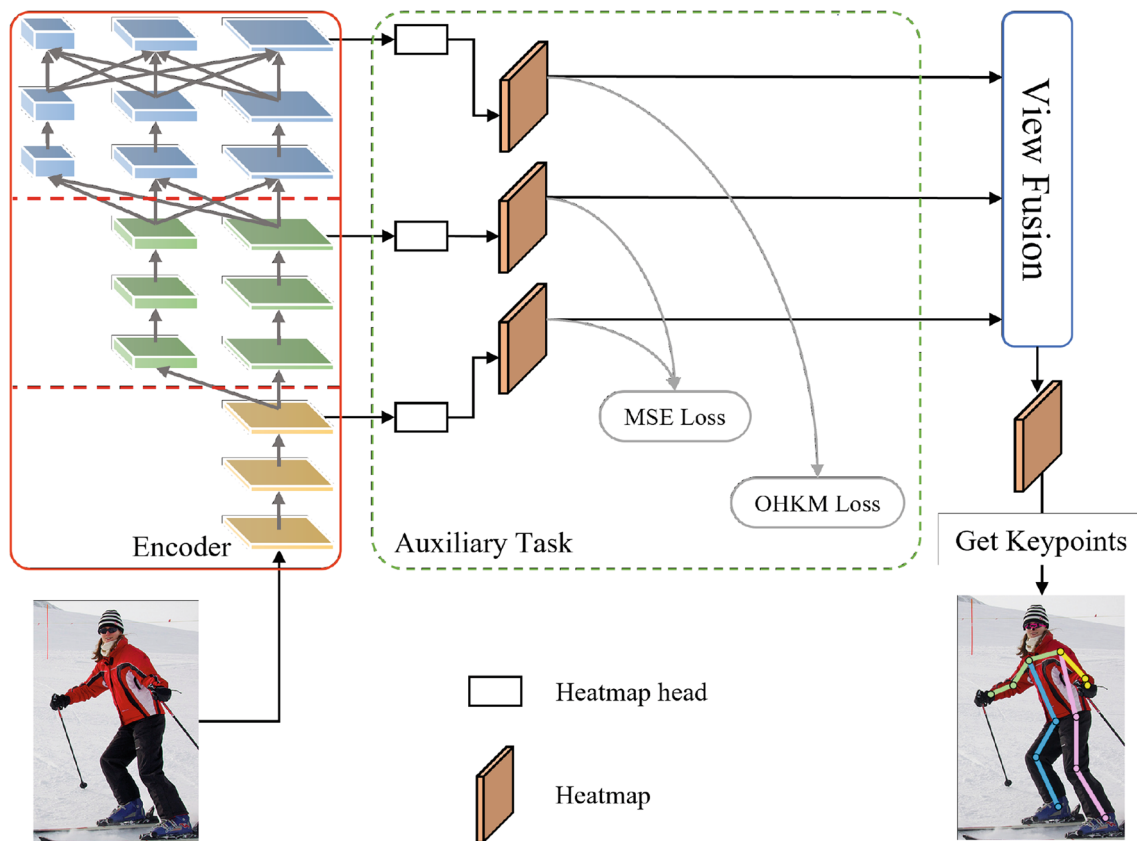 View Fusion
MSE Loss
OHKM Loss
Encoder
Auxiliary Task
Get Keypoints
Heatmap head
Heatmap